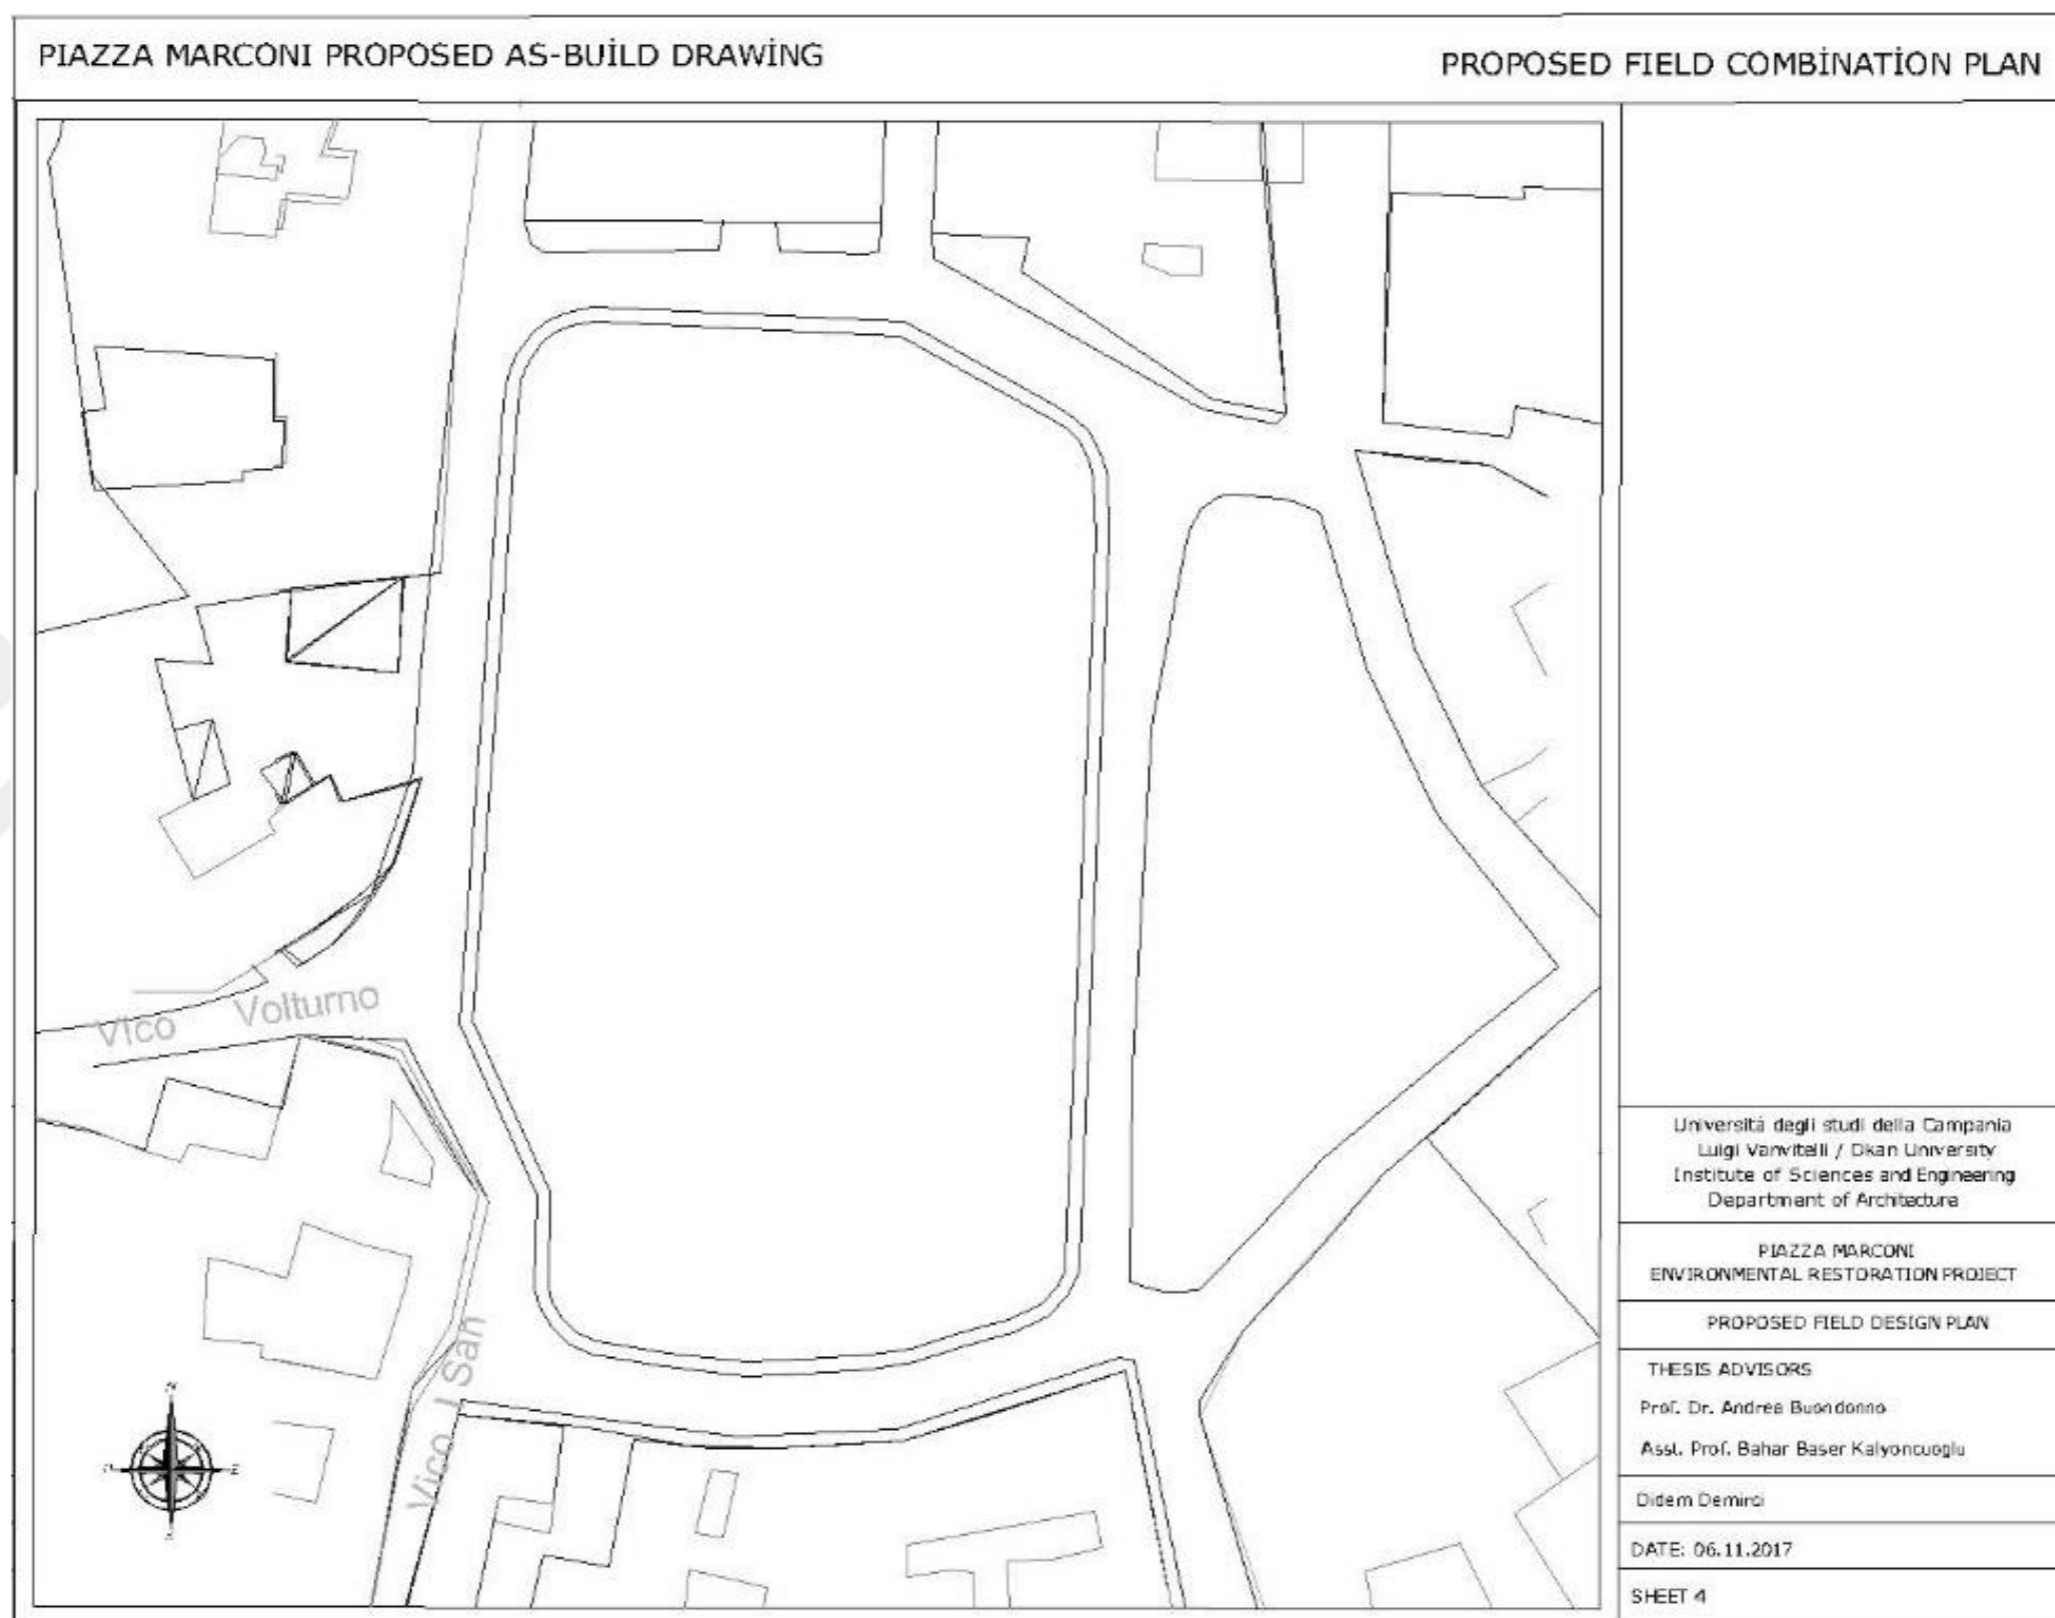 PIAZZA MARCONI PROPOSED AS-BUİLD DRAWİNG
PROPOSED FIELD COMBİNATİON PLAN
Vico Volturno
Vico I San
Università degli studi della Campania
Luigi Vanvitelli / Okan University
Institute of Sciences and Engineering
Department of Architectura
PIAZZA MARCONI
ENVIRONMENTAL RESTORATION PROJECT
PROPOSED FIELD DESIGN PLAN
THESIS ADVISORS
Prof. Dr. Andrea Buondonno
Asst. Prof. Bahar Baser Kalyoncuoglu
Didem Demirci
DATE: 06.11.2017
SHEET 4